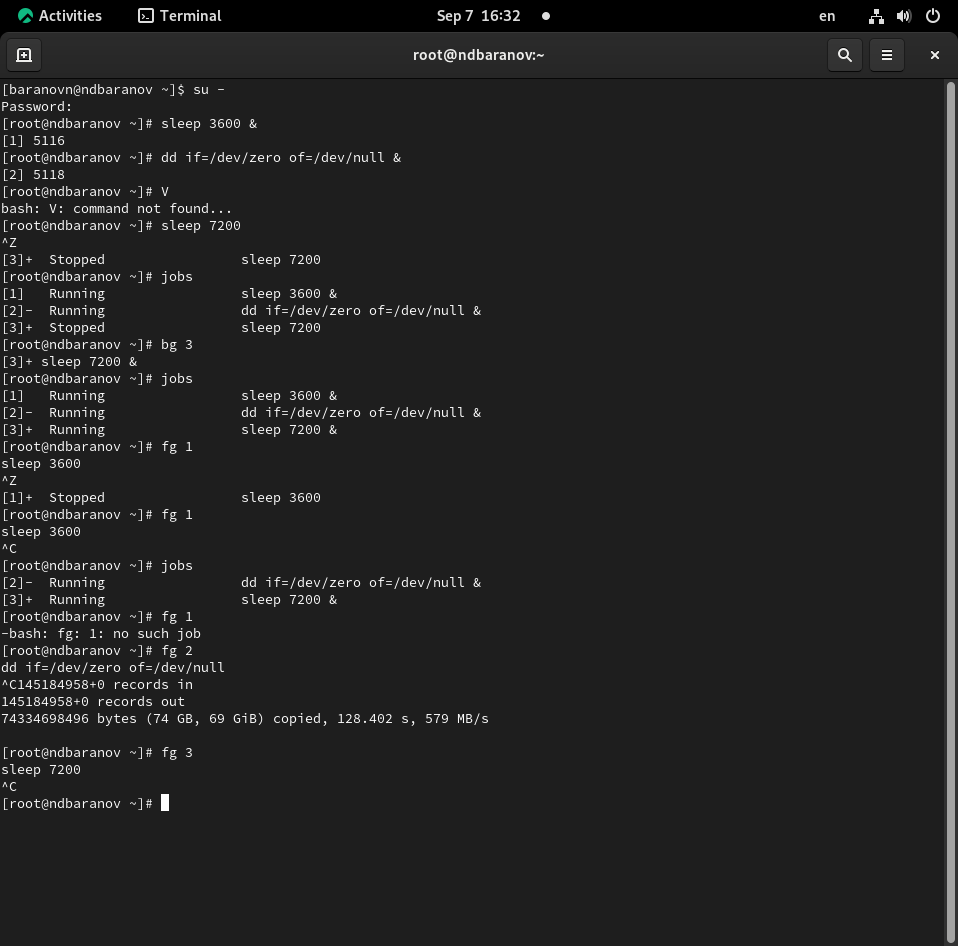 Activities Terminal Sep 7 16:32 en
root@ndbaranov:~
[baranovn@ndbaranov ~]$ su -
Password:
[root@ndbaranov ~]# sleep 3600 &
[1] 5116
[root@ndbaranov ~]# dd if=/dev/zero of=/dev/null &
[2] 5118
[root@ndbaranov ~]# V
bash: V: command not found...
[root@ndbaranov ~]# sleep 7200
^Z
[3]+  Stopped                 sleep 7200
[root@ndbaranov ~]# jobs
[1]   Running                 sleep 3600 &
[2]-  Running                 dd if=/dev/zero of=/dev/null &
[3]+  Stopped                 sleep 7200
[root@ndbaranov ~]# bg 3
[3]+ sleep 7200 &
[root@ndbaranov ~]# jobs
[1]   Running                 sleep 3600 &
[2]-  Running                 dd if=/dev/zero of=/dev/null &
[3]+  Running                 sleep 7200 &
[root@ndbaranov ~]# fg 1
sleep 3600
^Z
[1]+  Stopped                 sleep 3600
[root@ndbaranov ~]# fg 1
sleep 3600
^C
[root@ndbaranov ~]# jobs
[2]-  Running                 dd if=/dev/zero of=/dev/null &
[3]+  Running                 sleep 7200 &
[root@ndbaranov ~]# fg 1
-bash: fg: 1: no such job
[root@ndbaranov ~]# fg 2
dd if=/dev/zero of=/dev/null
^C145184958+0 records in
145184958+0 records out
74334698496 bytes (74 GB, 69 GiB) copied, 128.402 s, 579 MB/s
[root@ndbaranov ~]# fg 3
sleep 7200
^C
[root@ndbaranov ~]#